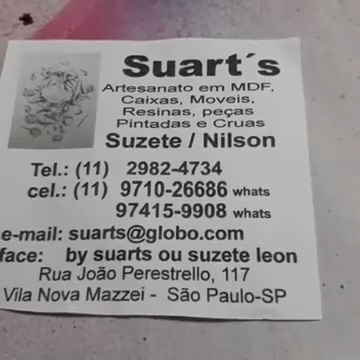 Suart´s
Artesanato em MDF,
Caixas, Moveis,
Resinas, peças
Pintadas e Cruas
Suzete / Nilson
Tel.: (11) 2982-4734
cel.: (11) 9710-26686 whats
97415-9908 whats
e-mail: suarts@globo.com
face: by suarts ou suzete leon
Rua João Perestrello, 117
Vila Nova Mazzei - São Paulo-SP